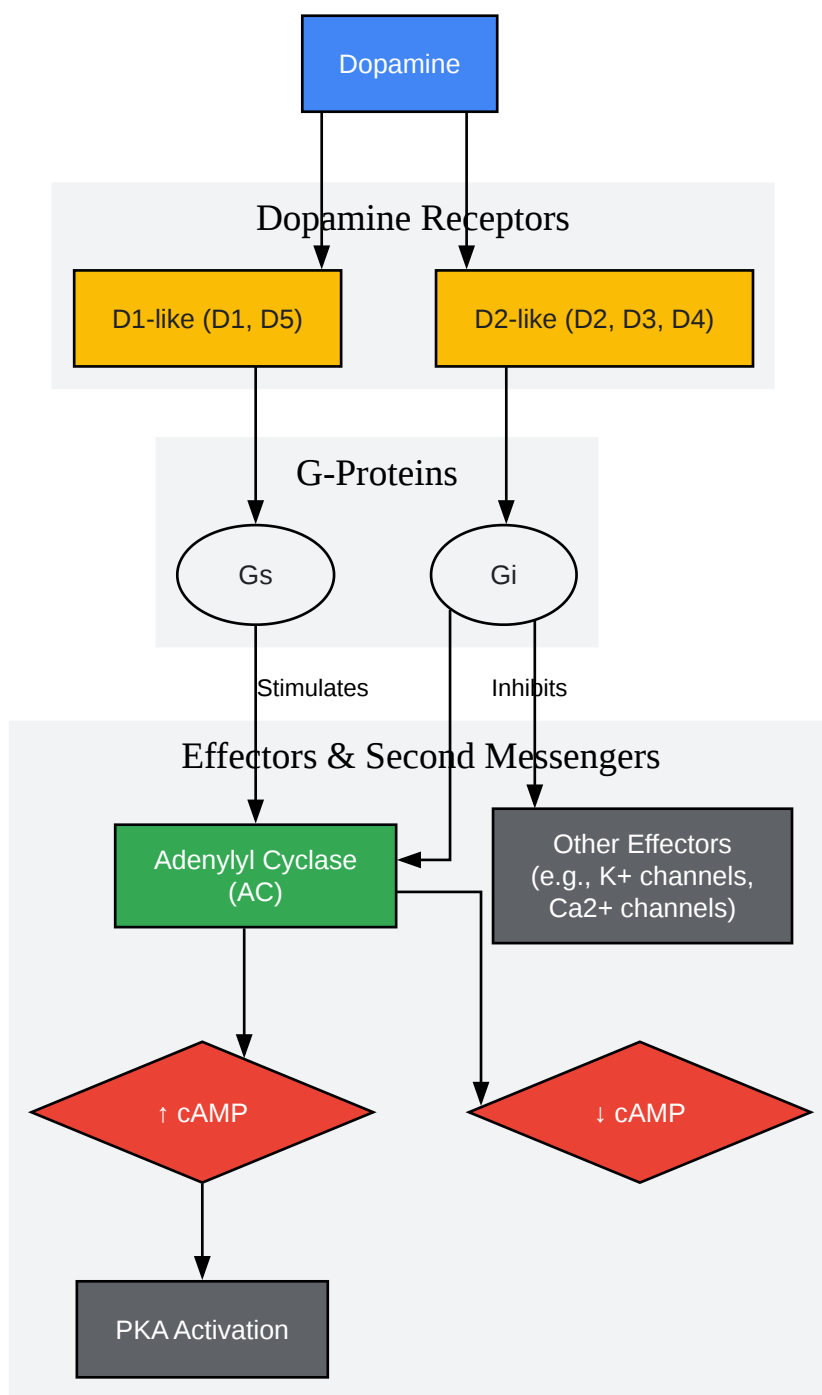 Dopamine
Dopamine Receptors
D1-like (D1, D5)
D2-like (D2, D3, D4)
G-Proteins
Gs
Gi
Stimulates
Inhibits
Effectors & Second Messengers
Adenylyl Cyclase
(AC)
Other Effectors
(e.g., K+ channels,
Ca2+ channels)
↑ cAMP
↓ cAMP
PKA Activation